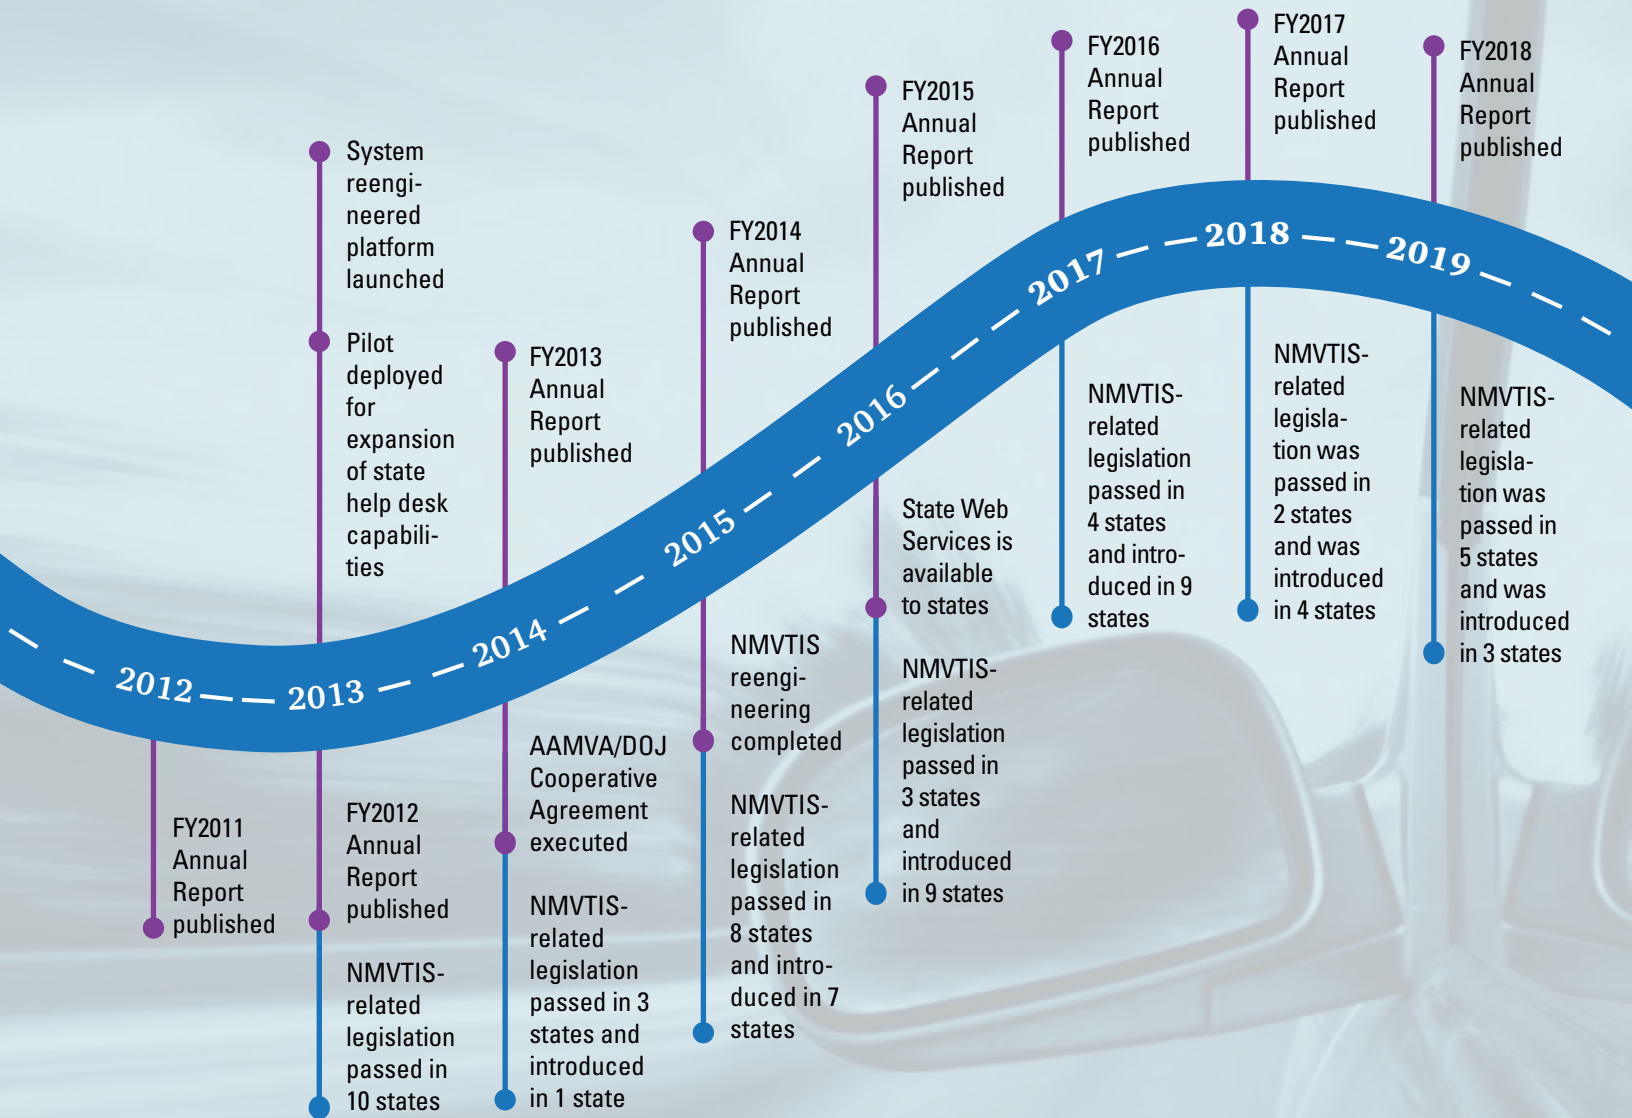 2012
FY2011
Annual
Report
published
2013
System
reengi-
neered
platform
launched
Pilot
deployed
for
expansion
of state
help desk
capabili-
ties
FY2012
Annual
Report
published
NMVTIS-
related
legislation
passed in
10 states
2014
FY2013
Annual
Report
published
AAMVA/DOJ
Cooperative
Agreement
executed
NMVTIS-
related
legislation
passed in 3
states and
introduced
in 1 state
2015
FY2014
Annual
Report
published
NMVTIS
reengi-
neering
completed
NMVTIS-
related
legislation
passed in
8 states
and intro-
duced in 7
states
2016
FY2015
Annual
Report
published
State Web
Services is
available
to states
NMVTIS-
related
legislation
passed in
3 states
and
introduced
in 9 states
2017
FY2016
Annual
Report
published
NMVTIS-
related
legislation
passed in
4 states
and intro-
duced in 9
states
2018
FY2017
Annual
Report
published
NMVTIS-
related
legisla-
tion was
passed in
2 states
and was
introduced
in 4 states
2019
FY2018
Annual
Report
published
NMVTIS-
related
legisla-
tion was
passed in
5 states
and was
introduced
in 3 states